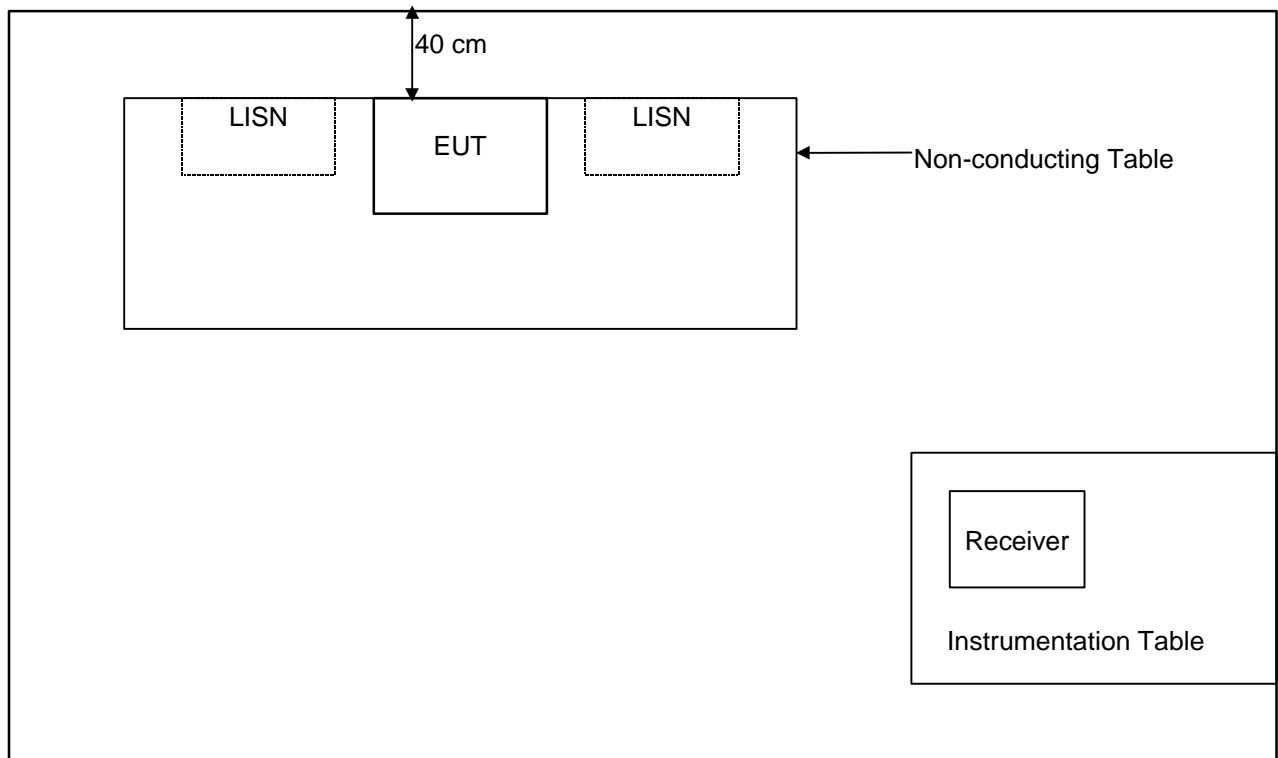 40 cm
LISN
EUT
LISN
Non-conducting Table
Receiver
Instrumentation Table